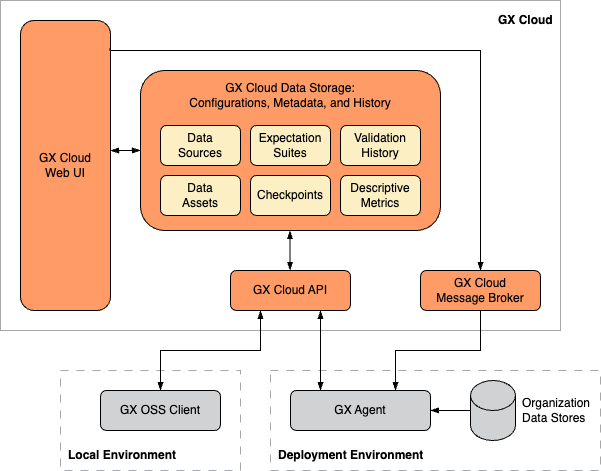 GX Cloud
GX Cloud
Web UI
GX Cloud Data Storage:
Configurations, Metadata, and History
Data
Sources
Expectation
Suites
Validation
History
Data
Assets
Checkpoints
Descriptive
Metrics
GX Cloud API
GX Cloud
Message Broker
GX OSS Client
Local Environment
GX Agent
Organization
Data Stores
Deployment Environment